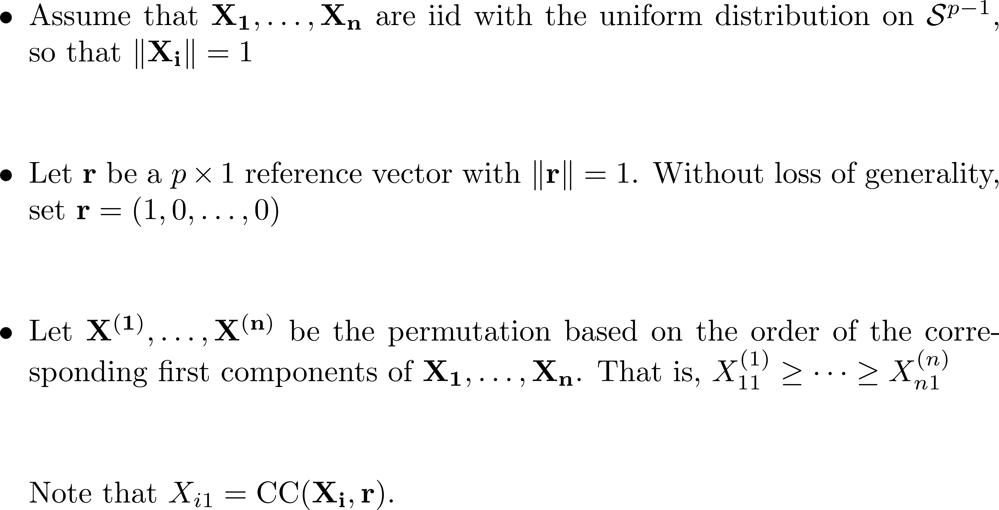 • Assume that $\mathbf{X_1}, \ldots, \mathbf{X_n}$ are iid with the uniform distribution on $\mathcal{S}^{p-1}$,
so that $\|\mathbf{X_i}\| = 1$
• Let $\mathbf{r}$ be a $p \times 1$ reference vector with $\|\mathbf{r}\| = 1$. Without loss of generality,
set $\mathbf{r} = (1, 0, \ldots, 0)$
• Let $\mathbf{X^{(1)}}, \ldots, \mathbf{X^{(n)}}$ be the permutation based on the order of the corre-
sponding first components of $\mathbf{X_1}, \ldots, \mathbf{X_n}$. That is, $X_{11}^{(1)} \geq \cdots \geq X_{n1}^{(n)}$
Note that $X_{i1} = \mathrm{CC}(\mathbf{X_i}, \mathbf{r})$.